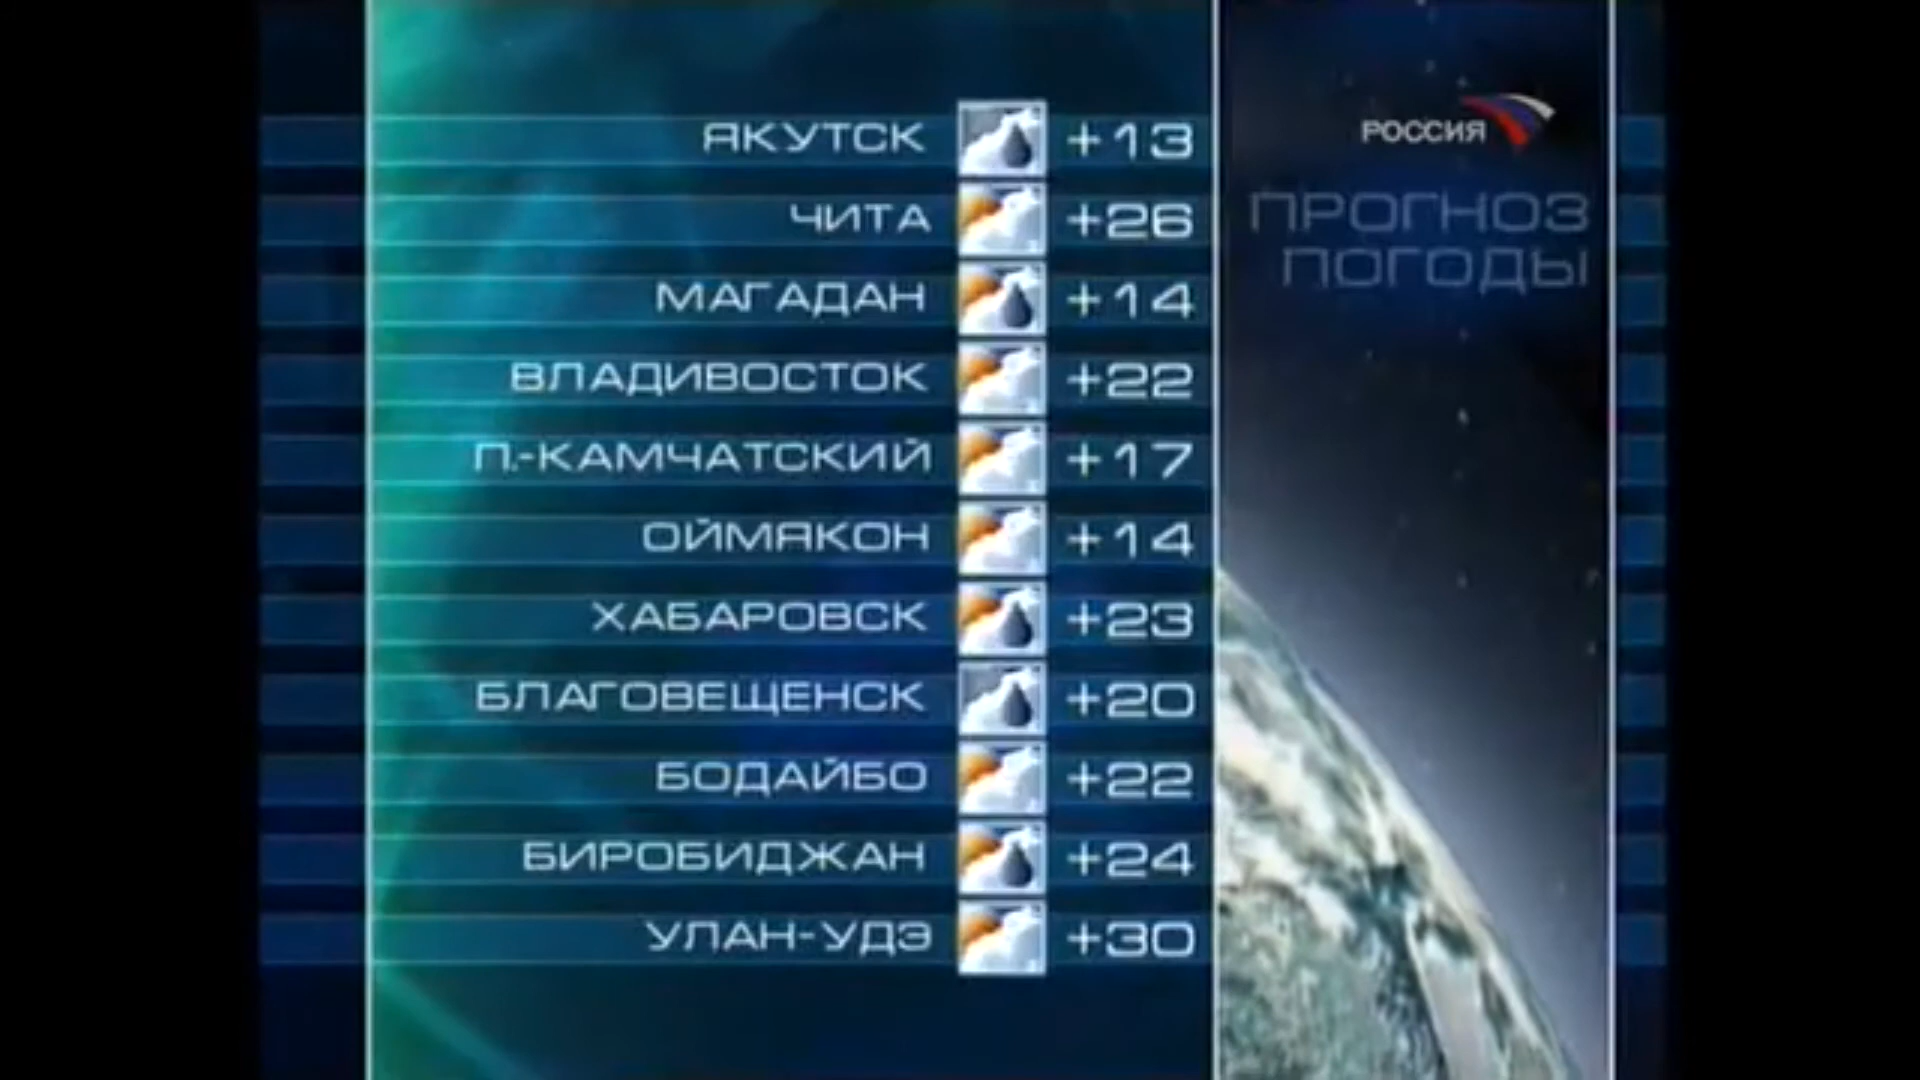 ЯКУТСК +13
ЧИТА +26
МАГАДАН +14
ВЛАДИВОСТОК +22
П.-КАМЧАТСКИЙ +17
ОЙМЯКОН +14
ХАБАРОВСК +23
БЛАГОВЕЩЕНСК +20
БОДАЙБО +22
БИРОБИДЖАН +24
УЛАН-УДЭ +30
РОССИЯ
ПРОГНОЗ
ПОГОДЫ